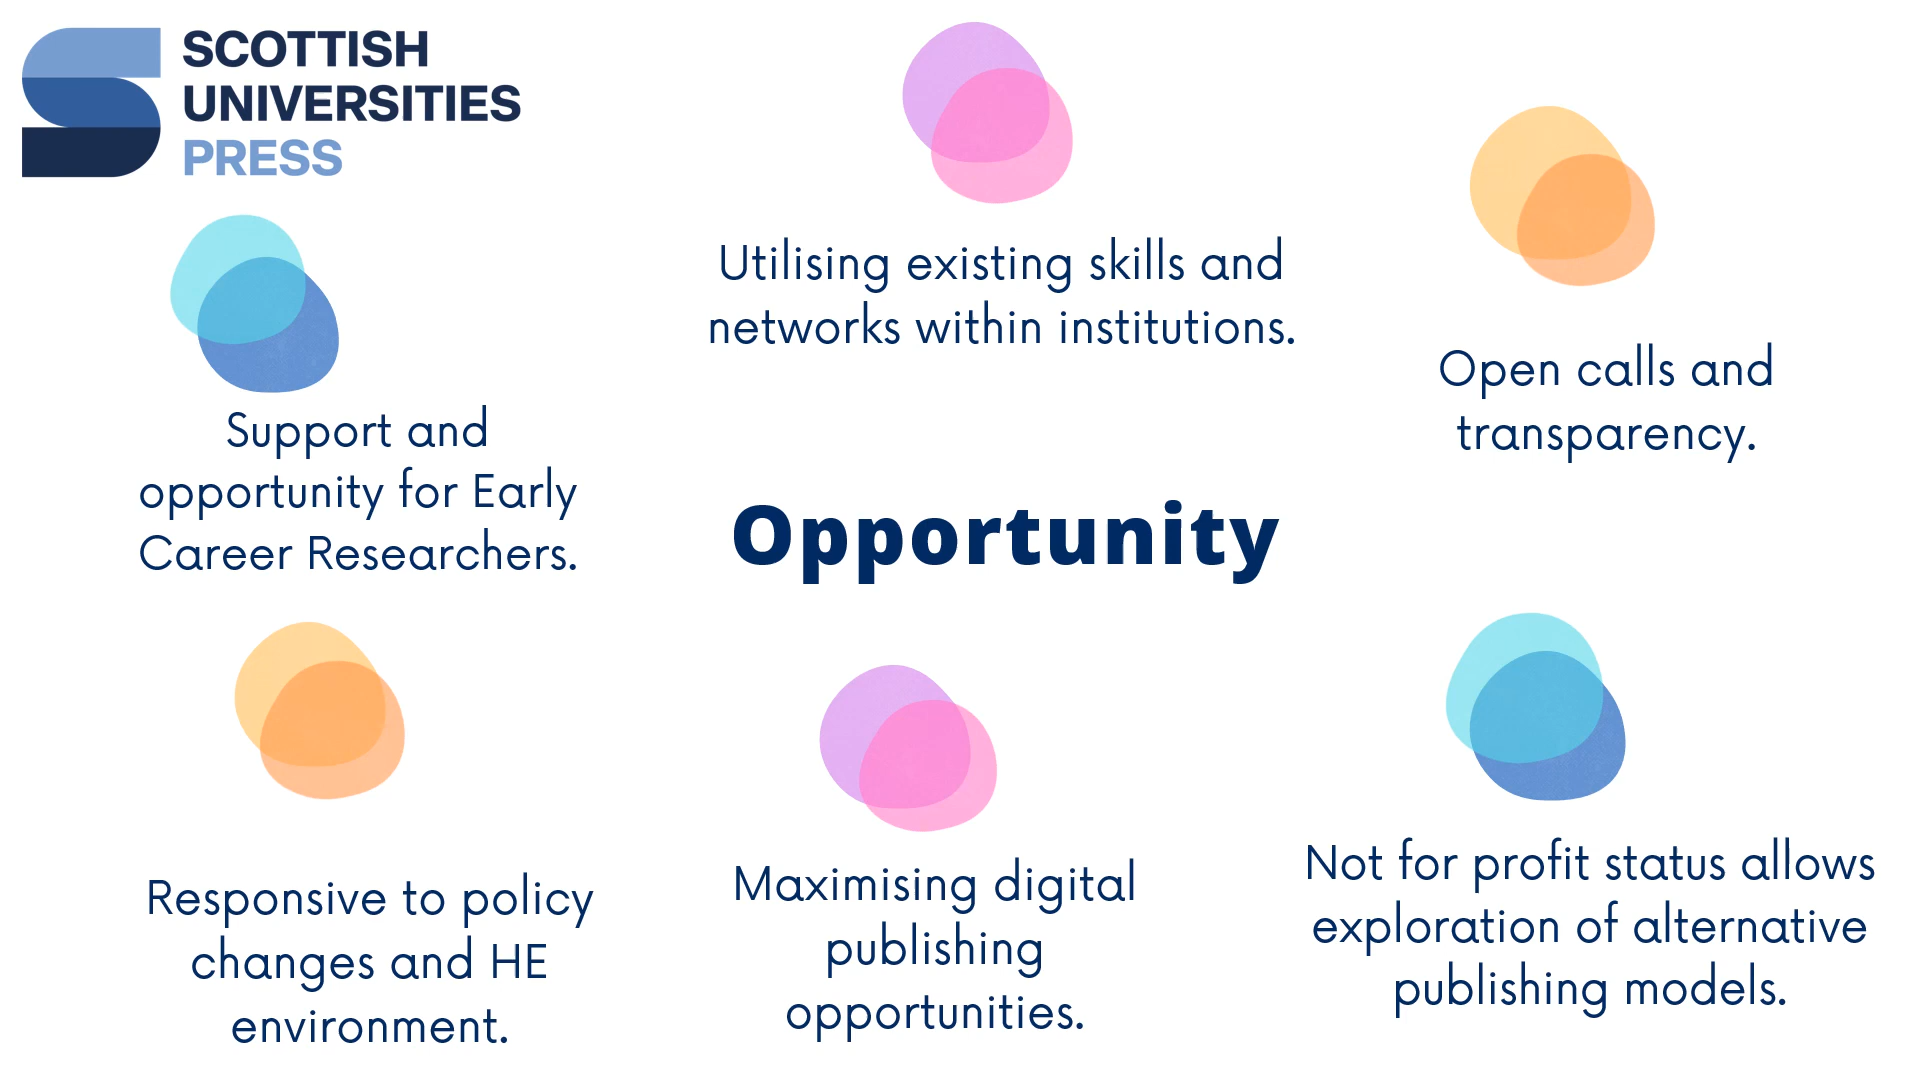 SCOTTISH
UNIVERSITIES
PRESS
Support and
opportunity for Early
Career Researchers.
Utilising existing skills and
networks within institutions.
Open calls and
transparency.
Opportunity
Responsive to policy
changes and HE
environment.
Maximising digital
publishing
opportunities.
Not for profit status allows
exploration of alternative
publishing models.